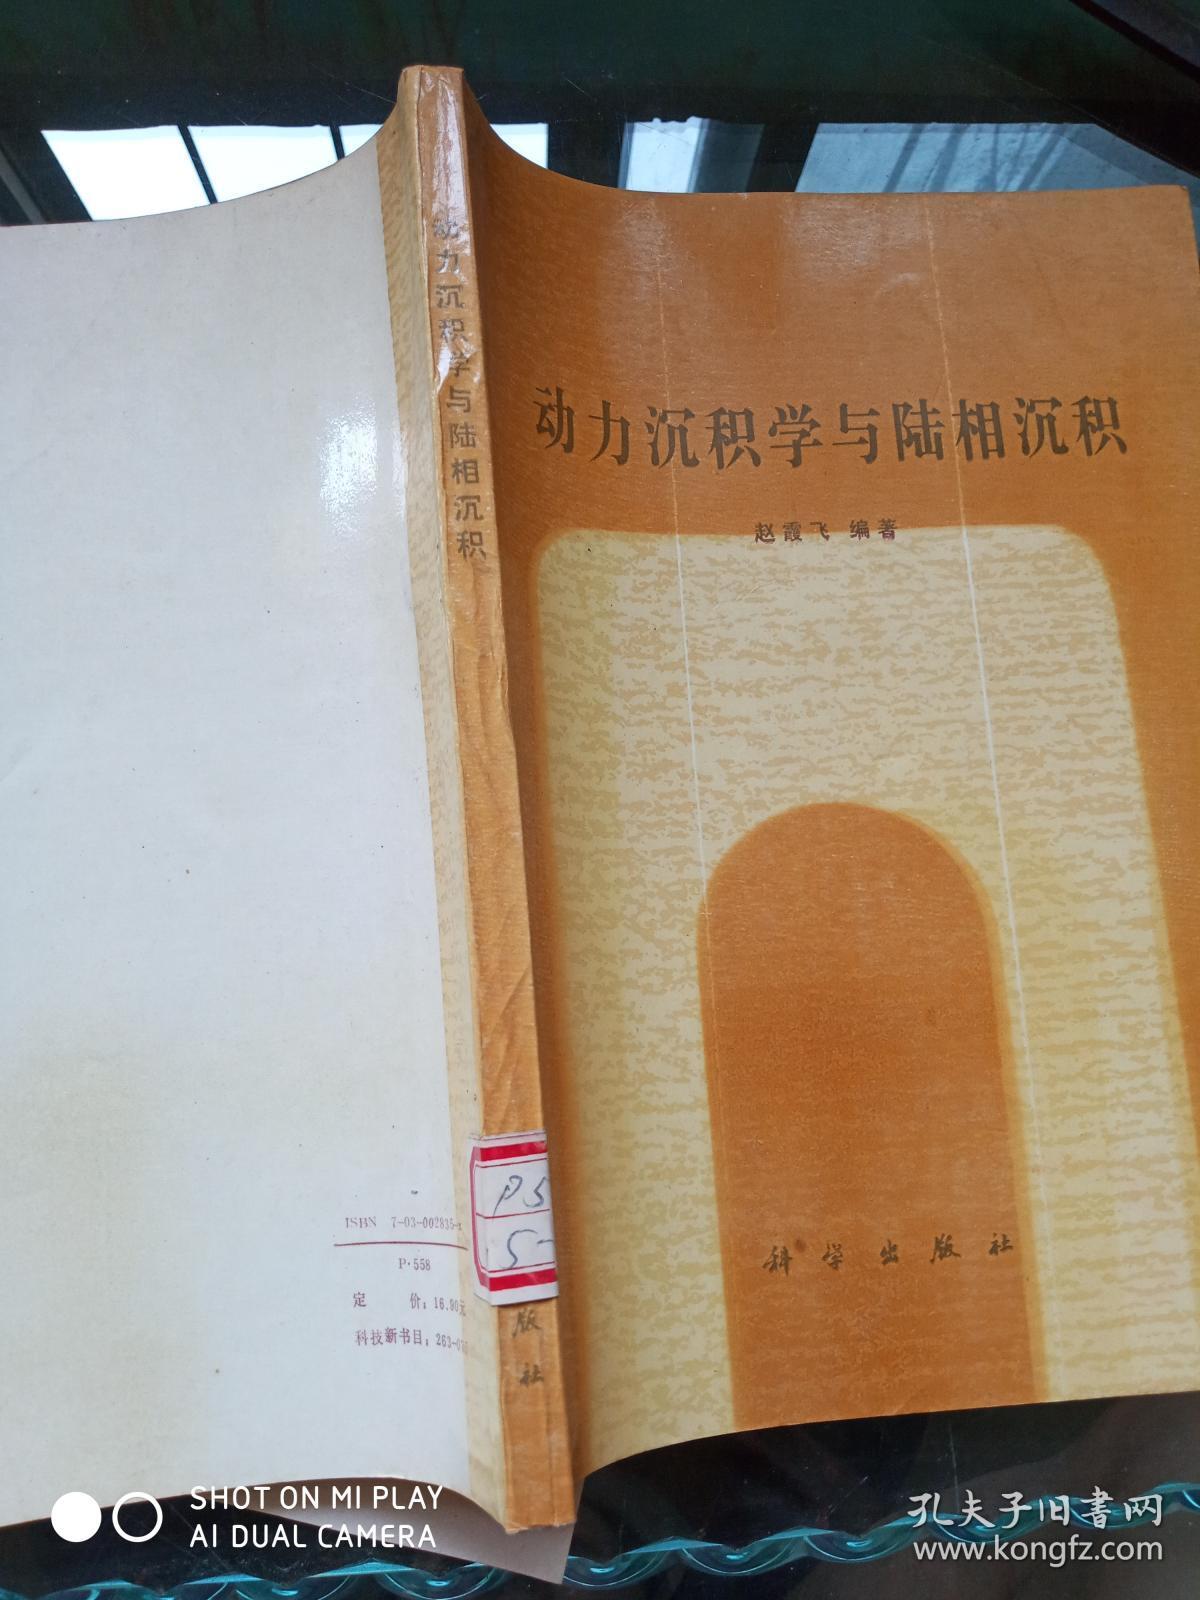 动力沉积学与陆相沉积
赵霞飞 编著
科学出版社
动力沉积学与陆相沉积
P5
5-
版社
ISBN 7-03-002835-x
P·558
定 价：16.90元
科技新书目：263-0
SHOT ON MI PLAY
AI DUAL CAMERA
孔夫子旧书网
www.kongfz.com